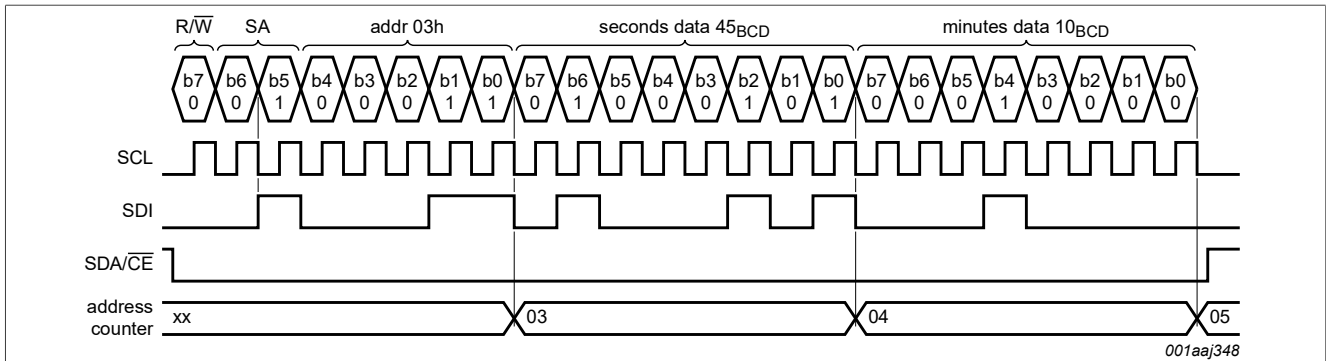 R/W SA addr 03h seconds data 45BCD minutes data 10BCD
b7 b6 b5 b4 b3 b2 b1 b0 b7 b6 b5 b4 b3 b2 b1 b0 b7 b6 b5 b4 b3 b2 b1 b0
0 0 1 0 0 0 1 1 0 1 0 0 0 1 0 1 0 0 0 1 0 0 0 0
SCL
SDI
SDA/CE
address
counter
xx 03 04 05
001aaj348